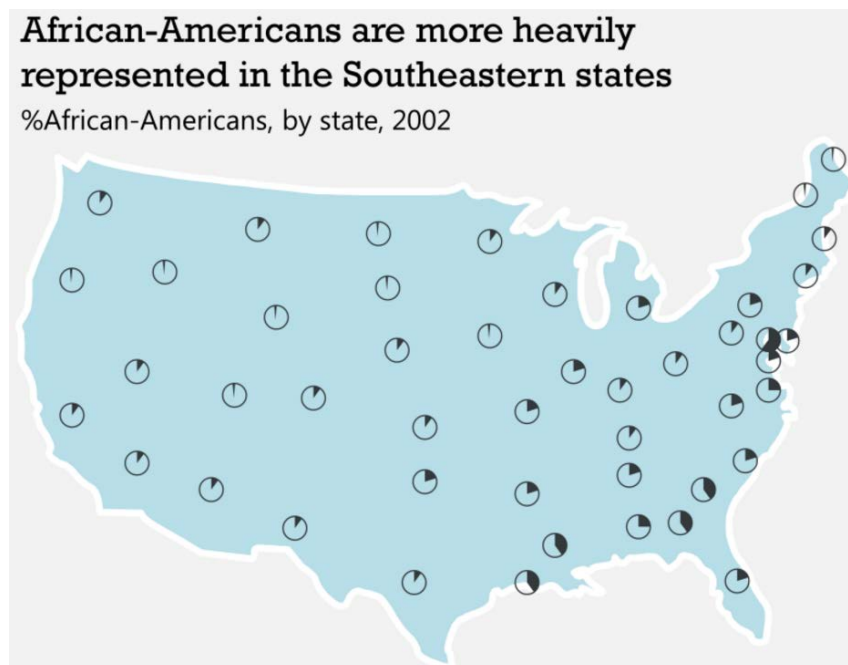 African-Americans are more heavily
represented in the Southeastern states
%African-Americans, by state, 2002